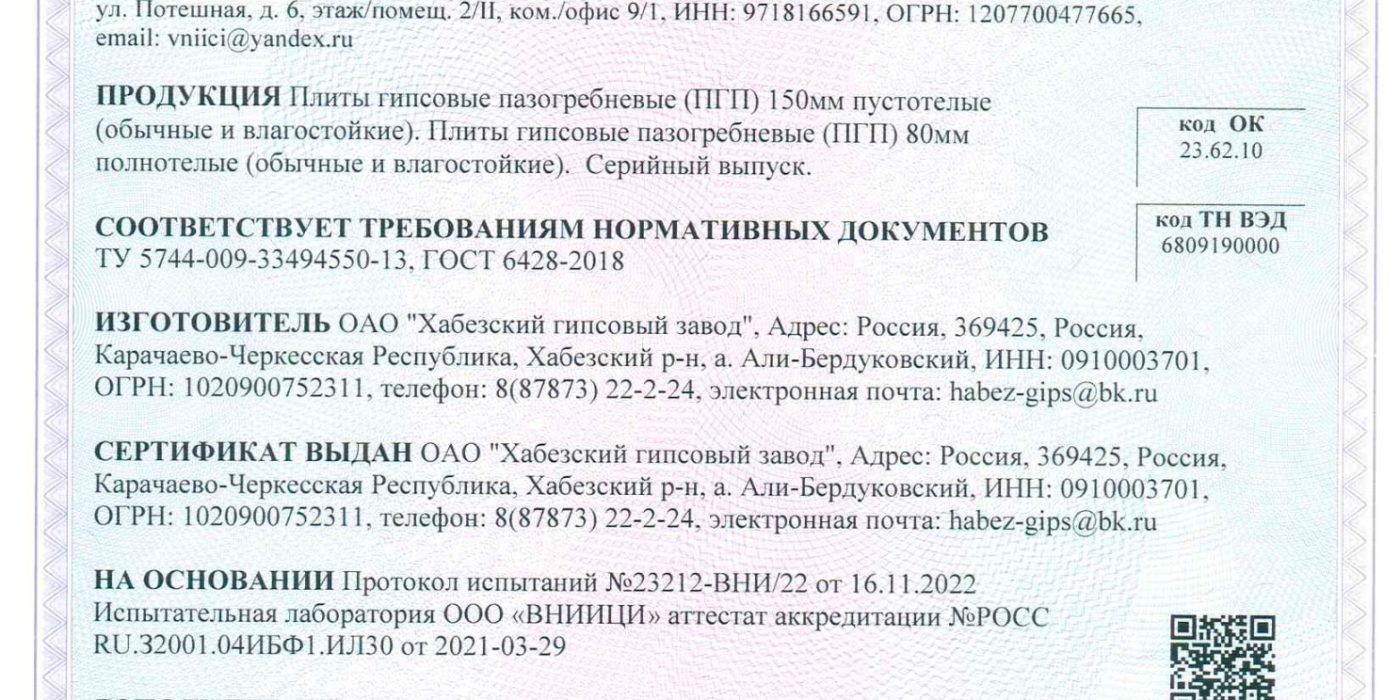 ул. Потешная, д. 6, этаж/помещ. 2/II, ком./офис 9/1, ИНН: 9718166591, ОГРН: 1207700477665,
email: vniici@yandex.ru
ПРОДУКЦИЯ Плиты гипсовые пазогребневые (ПГП) 150мм пустотелые
(обычные и влагостойкие). Плиты гипсовые пазогребневые (ПГП) 80мм
полнотелые (обычные и влагостойкие). Серийный выпуск.
код ОК
23.62.10
СООТВЕТСТВУЕТ ТРЕБОВАНИЯМ НОРМАТИВНЫХ ДОКУМЕНТОВ
ТУ 5744-009-33494550-13, ГОСТ 6428-2018
код ТН ВЭД
6809190000
ИЗГОТОВИТЕЛЬ ОАО "Хабезский гипсовый завод", Адрес: Россия, 369425, Россия,
Карачаево-Черкесская Республика, Хабезский р-н, а. Али-Бердуковский, ИНН: 0910003701,
ОГРН: 1020900752311, телефон: 8(87873) 22-2-24, электронная почта: habez-gips@bk.ru
СЕРТИФИКАТ ВЫДАН ОАО "Хабезский гипсовый завод", Адрес: Россия, 369425, Россия,
Карачаево-Черкесская Республика, Хабезский р-н, а. Али-Бердуковский, ИНН: 0910003701,
ОГРН: 1020900752311, телефон: 8(87873) 22-2-24, электронная почта: habez-gips@bk.ru
НА ОСНОВАНИИ Протокол испытаний №23212-ВНИ/22 от 16.11.2022
Испытательная лаборатория ООО «ВНИИЦИ» аттестат аккредитации №РОСС
RU.32001.04ИБФ1.ИЛ30 от 2021-03-29